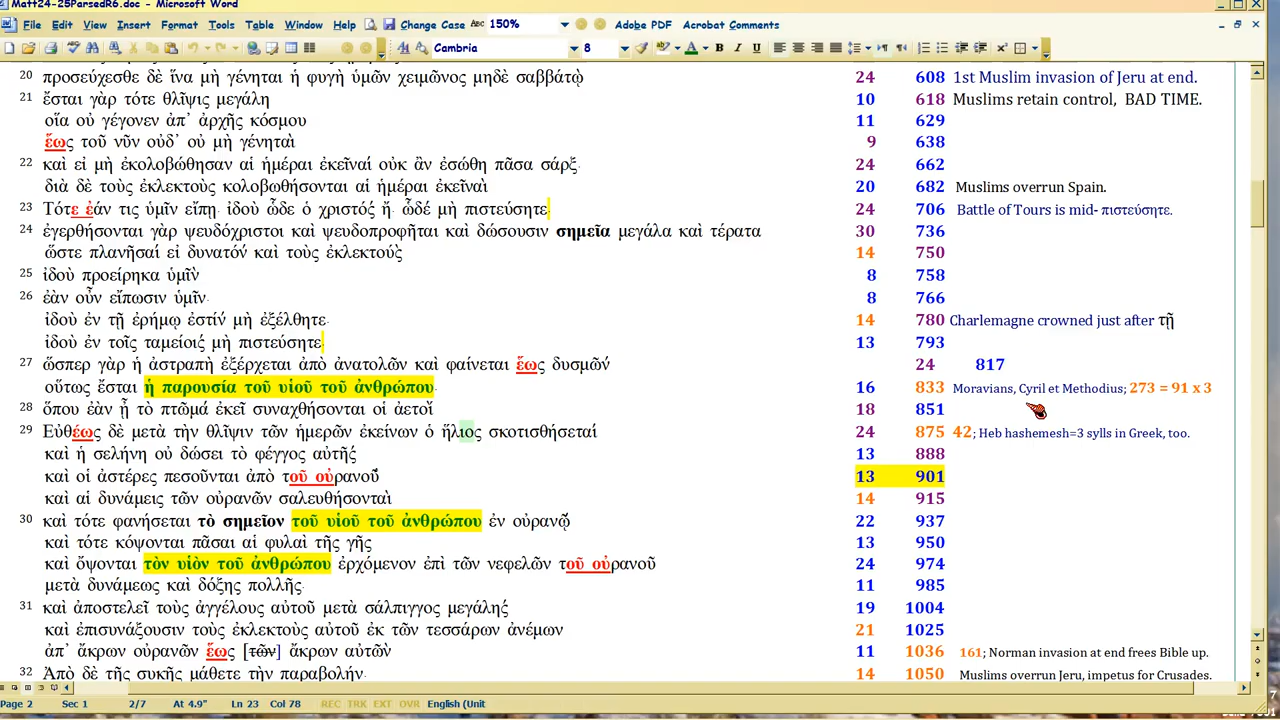 Matt24-25ParsedR6.doc - Microsoft Word
File Edit View Insert Format Tools Table Window Help Change Case 150% Adobe PDF Acrobat Comments
Cambria 8
20 προσεύχεσθε δὲ ἵνα μὴ γένηται ἡ φυγὴ ὑμῶν χειμῶνος μηδὲ σαββάτῳ 24 608 1st Muslim invasion of Jeru at end.
21 ἔσται γὰρ τότε θλῖψις μεγάλη 10 618 Muslims retain control, BAD TIME.
οἵα οὐ γέγονεν ἀπ᾽ ἀρχῆς κόσμου 11 629
ἕως τοῦ νῦν οὐδ᾽ οὐ μὴ γένηταὶ 9 638
22 καὶ εἰ μὴ ἐκολοβώθησαν αἱ ἡμέραι ἐκεῖναί οὐκ ἂν ἐσώθη πᾶσα σάρξ· 24 662
διὰ δὲ τοὺς ἐκλεκτοὺς κολοβωθήσονται αἱ ἡμέραι ἐκεῖναὶ 20 682 Muslims overrun Spain.
23 Τότε ἐάν τις ὑμῖν εἴπῃ· ἰδοὺ ὧδε ὁ χριστός ἤ· ὧδέ μὴ πιστεύσητε 24 706 Battle of Tours is mid- πιστεύσητε.
24 ἐγερθήσονται γὰρ ψευδόχριστοι καὶ ψευδοπροφῆται καὶ δώσουσιν σημεῖα μεγάλα καὶ τέρατα 30 736
ὥστε πλανῆσαί εἰ δυνατόν καὶ τοὺς ἐκλεκτούς 14 750
25 ἰδοὺ προείρηκα ὑμῖν 8 758
26 ἐὰν οὖν εἴπωσιν ὑμῖν· 8 766
ἰδοὺ ἐν τῇ ἐρήμῳ ἐστίν μὴ ἐξέλθητε· 14 780 Charlemagne crowned just after τῇ
ἰδοὺ ἐν τοῖς ταμείοις μὴ πιστεύσητε 13 793
27 ὥσπερ γὰρ ἡ ἀστραπὴ ἐξέρχεται ἀπὸ ἀνατολῶν καὶ φαίνεται ἕως δυσμῶν 24 817
οὕτως ἔσται ἡ παρουσία τοῦ υἱοῦ τοῦ ἀνθρώπου· 16 833 Moravians, Cyril et Methodius; 273 = 91 x 3
28 ὅπου ἐὰν ᾖ τὸ πτῶμά ἐκεῖ συναχθήσονται οἱ ἀετοί 18 851
29 Εὐθέως δὲ μετὰ τὴν θλῖψιν τῶν ἡμερῶν ἐκείνων ὁ ἥλιος σκοτισθήσεταί 24 875 42; Heb hashemesh=3 sylls in Greek, too.
καὶ ἡ σελήνη οὐ δώσει τὸ φέγγος αὐτῆς 13 888
καὶ οἱ ἀστέρες πεσοῦνται ἀπὸ τοῦ οὐρανοῦ 13 901
καὶ αἱ δυνάμεις τῶν οὐρανῶν σαλευθήσονταὶ 14 915
30 καὶ τότε φανήσεται τὸ σημεῖον τοῦ υἱοῦ τοῦ ἀνθρώπου ἐν οὐρανῷ 22 937
καὶ τότε κόψονται πᾶσαι αἱ φυλαὶ τῆς γῆς 13 950
καὶ ὄψονται τὸν υἱὸν τοῦ ἀνθρώπου ἐρχόμενον ἐπὶ τῶν νεφελῶν τοῦ οὐρανοῦ 24 974
μετὰ δυνάμεως καὶ δόξης πολλῆς· 11 985
31 καὶ ἀποστελεῖ τοὺς ἀγγέλους αὐτοῦ μετὰ σάλπιγγος μεγάλης 19 1004
καὶ ἐπισυνάξουσιν τοὺς ἐκλεκτοὺς αὐτοῦ ἐκ τῶν τεσσάρων ἀνέμων 21 1025
ἀπ᾽ ἄκρων οὐρανῶν ἕως [τῶν] ἄκρων αὐτῶν 11 1036 161; Norman invasion at end frees Bible up.
32 Ἀπὸ δὲ τῆς συκῆς μάθετε τὴν παραβολήν· 14 1050 Muslims overrun Jeru, impetus for Crusades.
Page 2 Sec 1 2/7 At 4.9" Ln 23 Col 78 REC TRK EXT OVR English (Unit